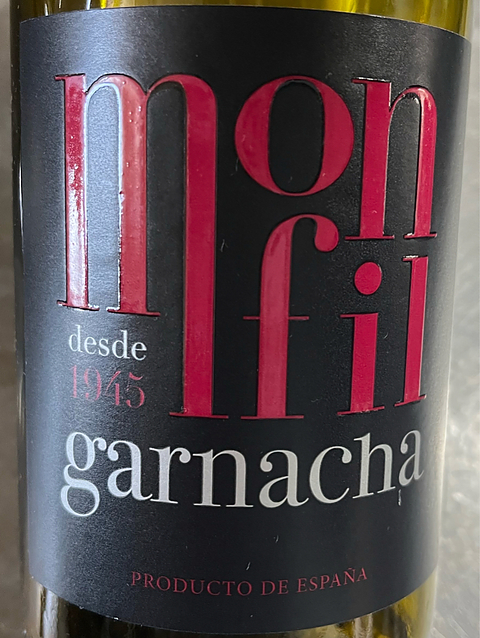 mon
fil
desde
1945
garnacha
PRODUCTO DE ESPAÑA